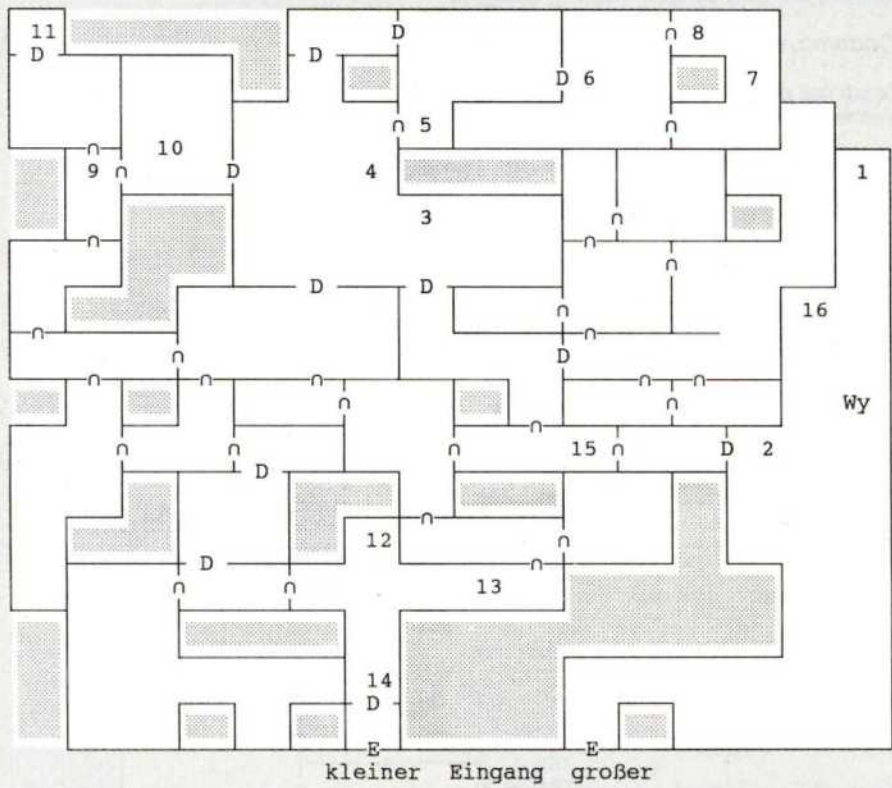 11 D 8
D D D 6 7
∩ 5 ∩
9 ∩ 10 D 4 1
3 ∩
∩ ∩ ∩
D D 16
∩ ∩
∩ ∩ D
∩ ∩ ∩ ∩ ∩
∩ ∩ Wy
∩
∩ ∩ ∩ 15 ∩ D 2
D
∩
12 ∩
D ∩
∩ ∩ 13
14
D
E E
kleiner Eingang großer